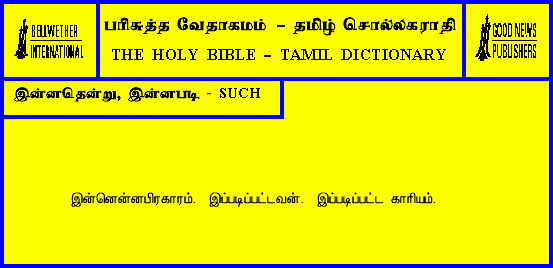 BELLWETHER
INTERNATIONAL
பரிசுத்த வேதாகமம் – தமிழ் சொல்லகராதி
THE HOLY BIBLE – TAMIL DICTIONARY
GOOD NEWS
PUBLISHERS
இன்னதென்று, இன்னபடி - SUCH
இன்னென்னபிரகாரம். இப்படிப்பட்டவன். இப்படிப்பட்ட காரியம்.